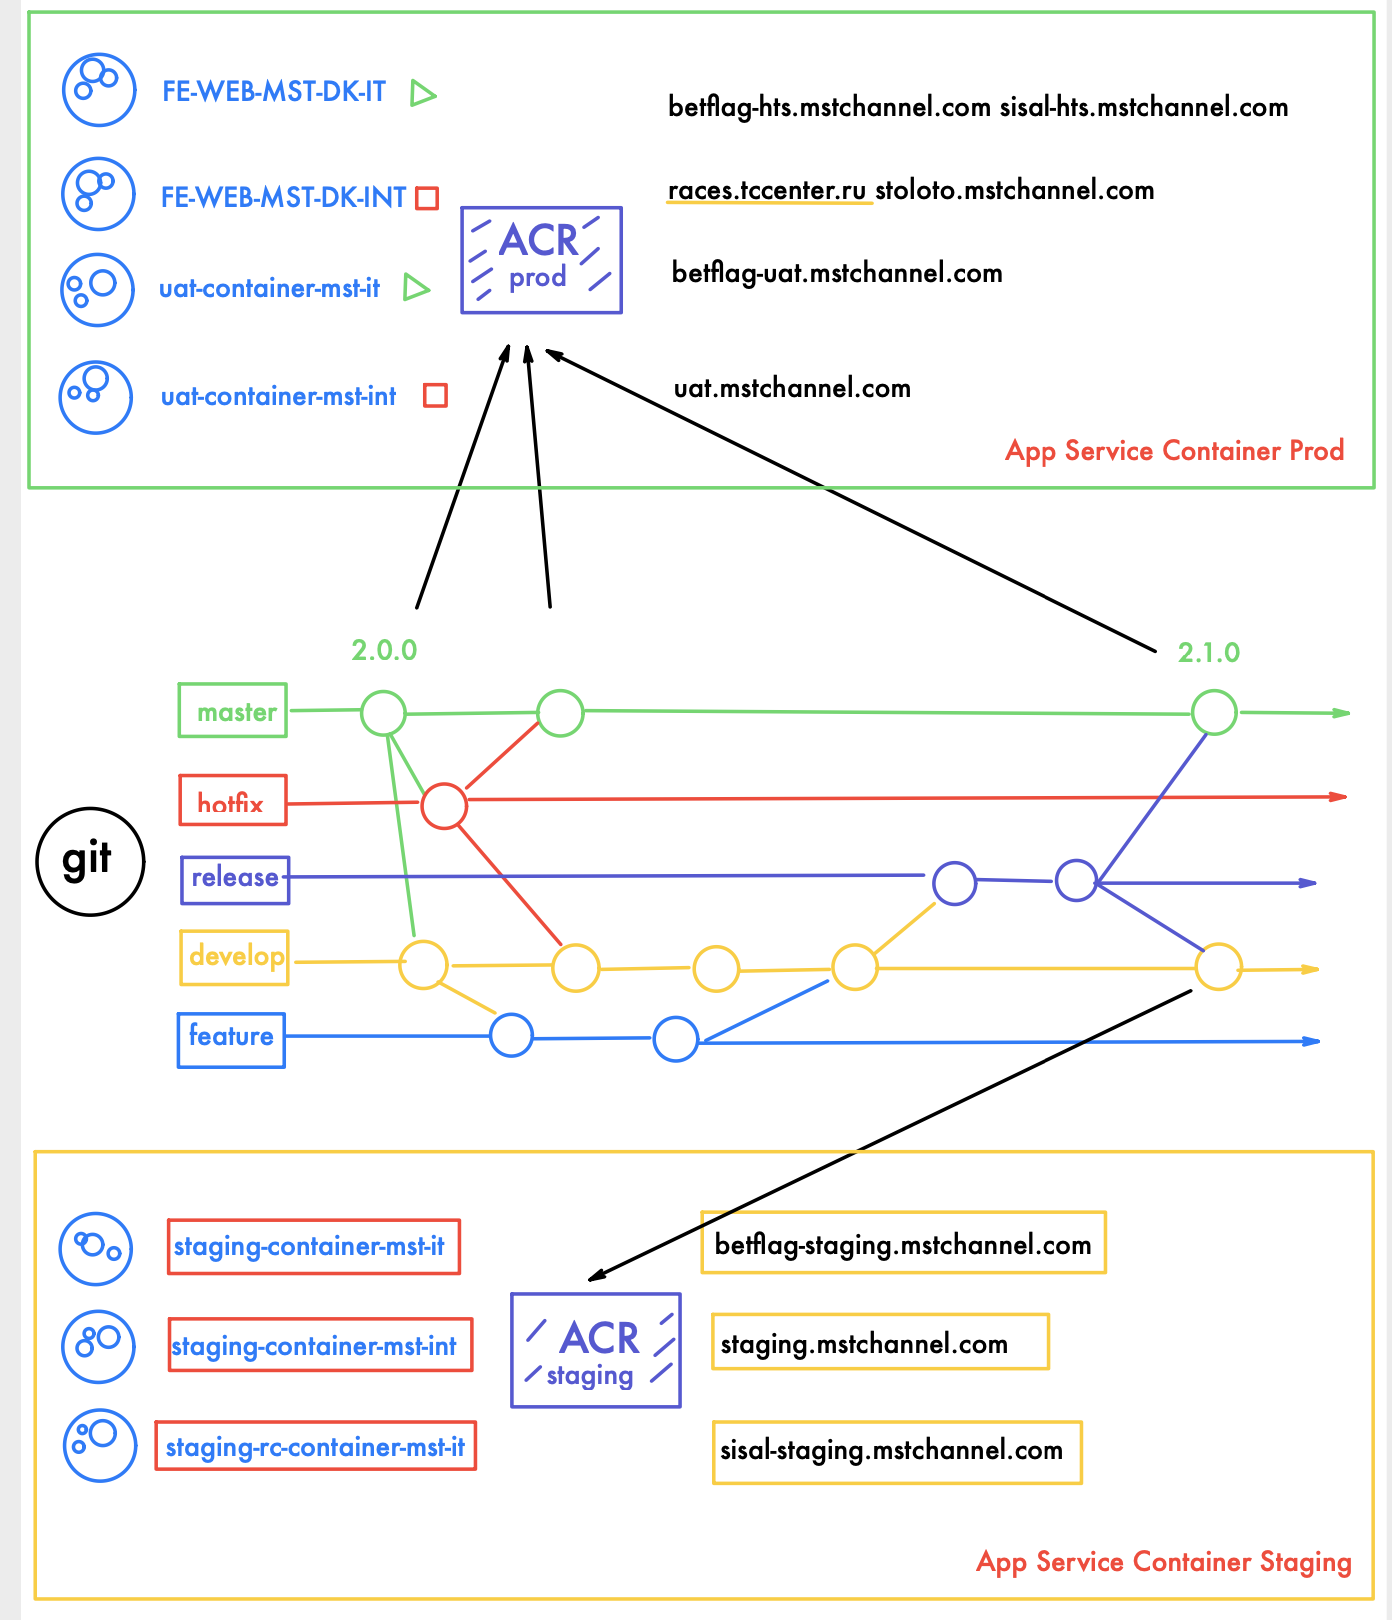 FE-WEB-MST-DK-IT
betflag-hts.mstchannel.com sisal-hts.mstchannel.com
FE-WEB-MST-DK-INT
races.tccenter.ru stoloto.mstchannel.com
ACR
prod
uat-container-mst-it
betflag-uat.mstchannel.com
uat-container-mst-int
uat.mstchannel.com
App Service Container Prod
2.0.0
2.1.0
master
hotfix
git
release
develop
feature
staging-container-mst-it
betflag-staging.mstchannel.com
staging-container-mst-int
ACR
staging
staging.mstchannel.com
staging-rc-container-mst-it
sisal-staging.mstchannel.com
App Service Container Staging